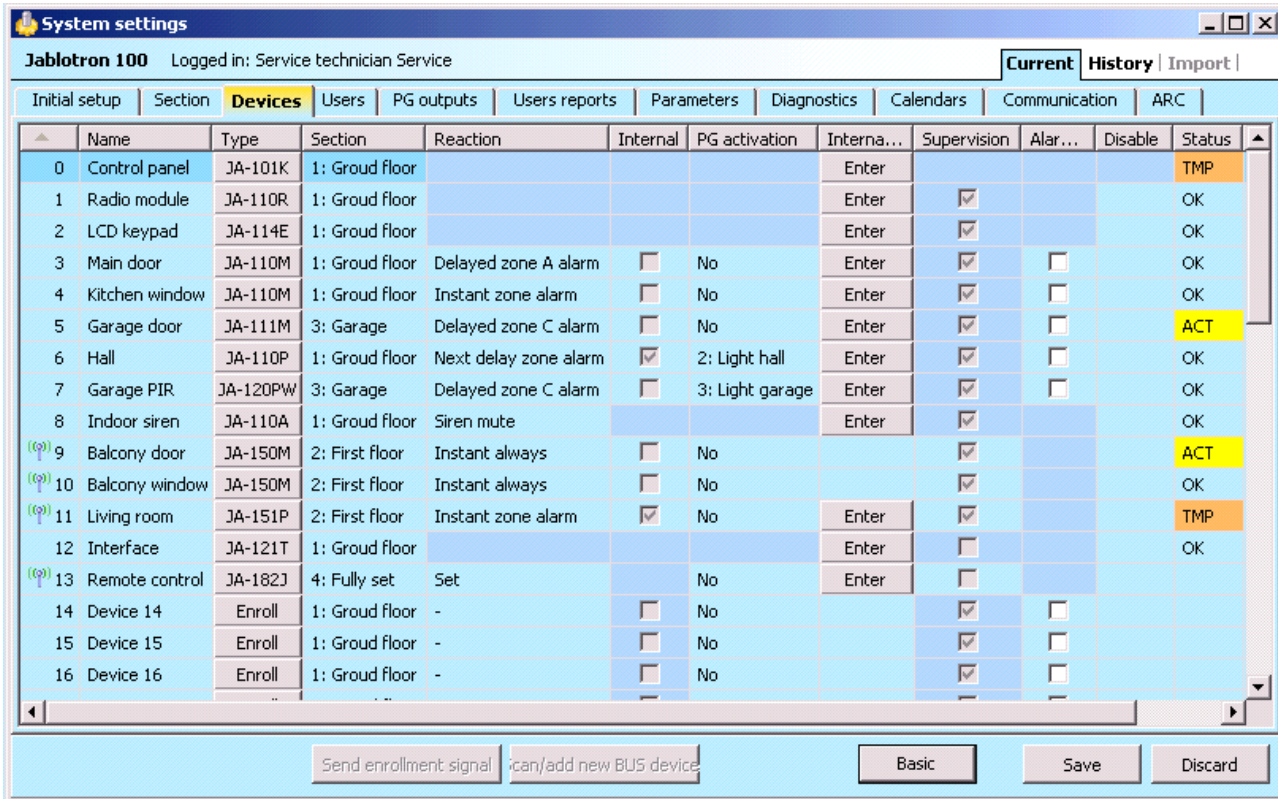 System settings
Jablotron 100 Logged in: Service technician Service Current History | Import |
Initial setup Section Devices Users PG outputs Users reports Parameters Diagnostics Calendars Communication ARC
Name Type Section Reaction Internal PG activation Interna... Supervision Alar... Disable Status
0 Control panel JA-101K 1: Groud floor Enter TMP
1 Radio module JA-110R 1: Groud floor Enter OK
2 LCD keypad JA-114E 1: Groud floor Enter OK
3 Main door JA-110M 1: Groud floor Delayed zone A alarm No Enter OK
4 Kitchen window JA-110M 1: Groud floor Instant zone alarm No Enter OK
5 Garage door JA-111M 3: Garage Delayed zone C alarm No Enter ACT
6 Hall JA-110P 1: Groud floor Next delay zone alarm 2: Light hall Enter OK
7 Garage PIR JA-120PW 3: Garage Delayed zone C alarm 3: Light garage Enter OK
8 Indoor siren JA-110A 1: Groud floor Siren mute Enter OK
9 Balcony door JA-150M 2: First floor Instant always No ACT
10 Balcony window JA-150M 2: First floor Instant always No OK
11 Living room JA-151P 2: First floor Instant zone alarm No Enter TMP
12 Interface JA-121T 1: Groud floor Enter OK
13 Remote control JA-182J 4: Fully set Set No Enter
14 Device 14 Enroll 1: Groud floor - No
15 Device 15 Enroll 1: Groud floor - No
16 Device 16 Enroll 1: Groud floor - No
Send enrollment signal can/add new BUS device Basic Save Discard